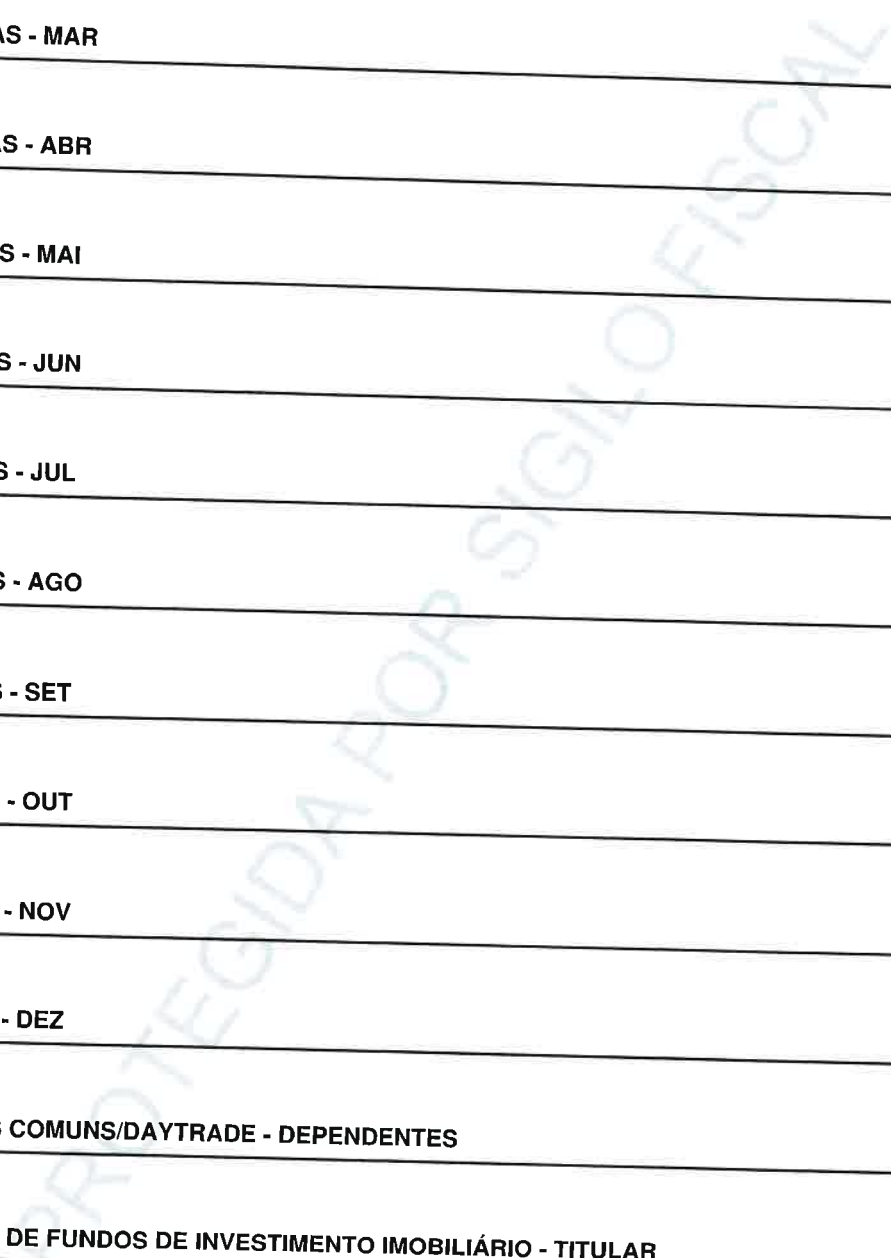 AS - MAR
AS - ABR
S - MAI
S - JUN
S - JUL
S - AGO
S - SET
- OUT
- NOV
- DEZ
S COMUNS/DAYTRADE - DEPENDENTES
DE FUNDOS DE INVESTIMENTO IMOBILIÁRIO - TITULAR
PROTEGIDA POR SIGILO FISCAL